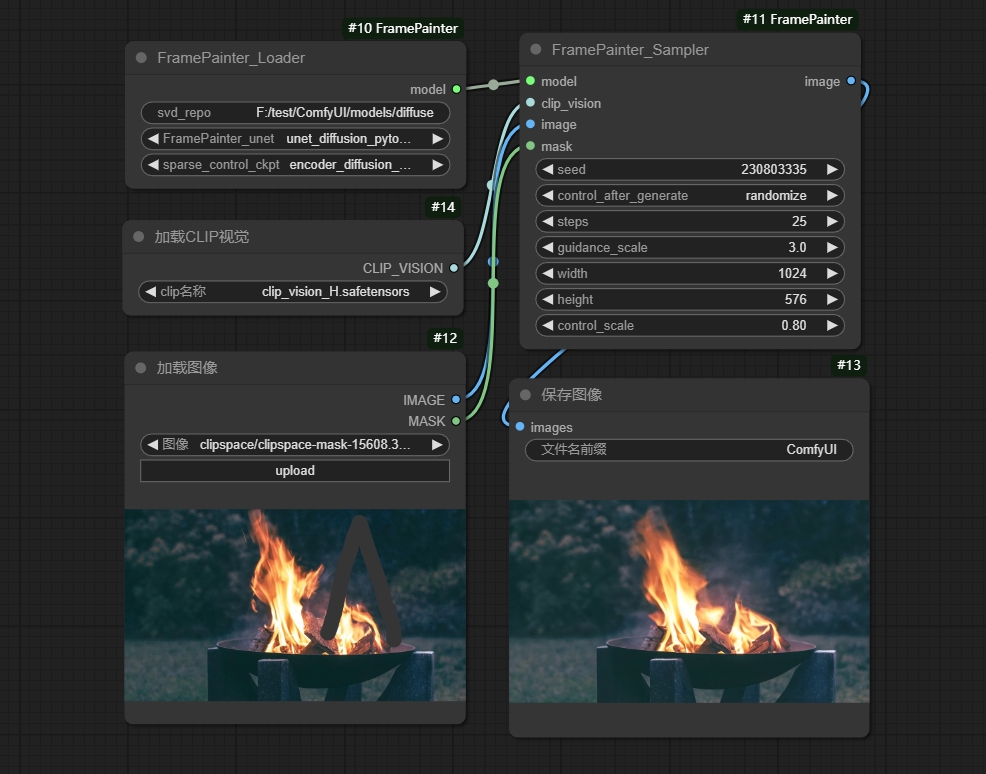 #10 FramePainter
FramePainter_Loader
model
svd_repo F:/test/ComfyUI/models/diffuse
FramePainter_unet unet_diffusion_pyto...
sparse_control_ckpt encoder_diffusion_...
#14
加载CLIP视觉
CLIP_VISION
clip名称 clip_vision_H.safetensors
#12
加载图像
IMAGE
MASK
图像 clipspace/clipspace-mask-15608.3...
upload
#11 FramePainter
FramePainter_Sampler
model image
clip_vision
image
mask
seed 230803335
control_after_generate randomize
steps 25
guidance_scale 3.0
width 1024
height 576
control_scale 0.80
#13
保存图像
images
文件名前缀 ComfyUI